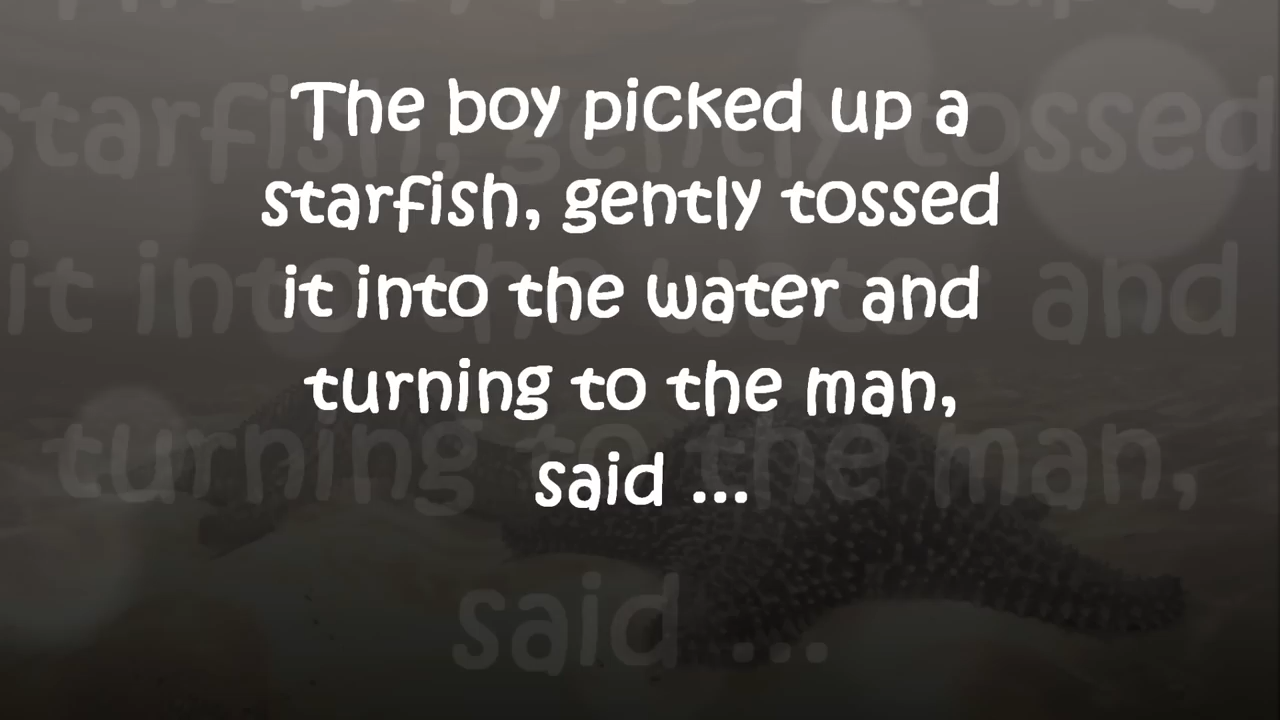 The boy picked up a
starfish, gently tossed
it into the water and
turning to the man,
said ...